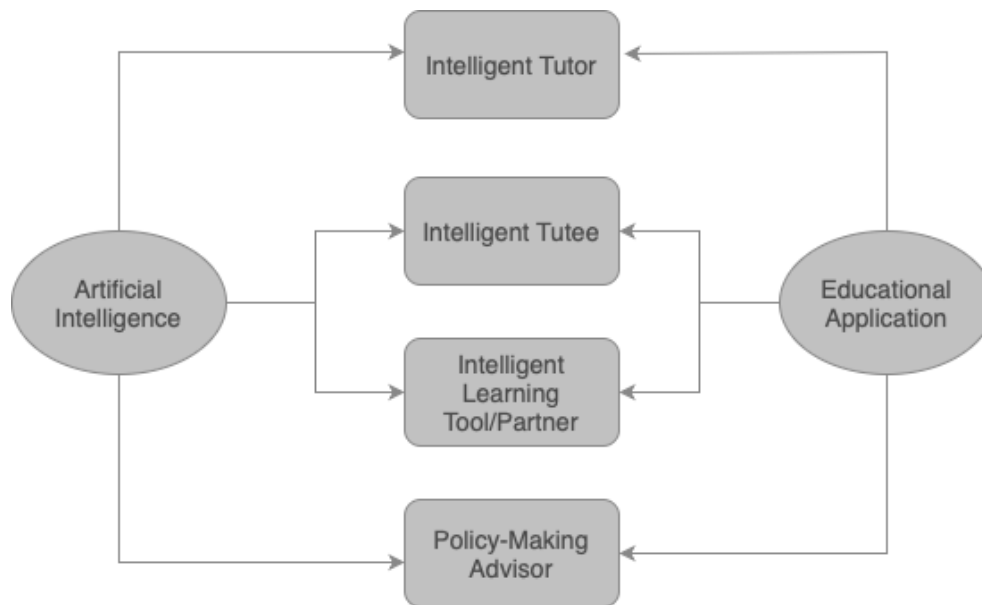 Intelligent Tutor
Intelligent Tutee
Artificial
Intelligence
Educational
Application
Intelligent
Learning
Tool/Partner
Policy-Making
Advisor